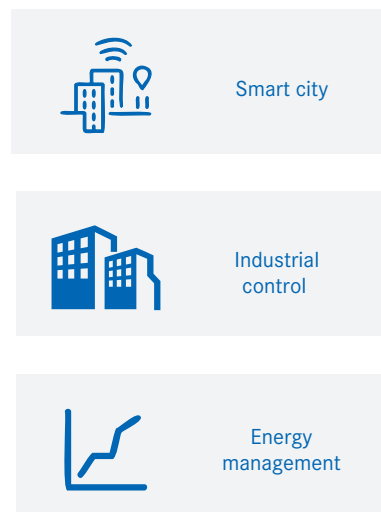 Smart city
Industrial
control
Energy
management